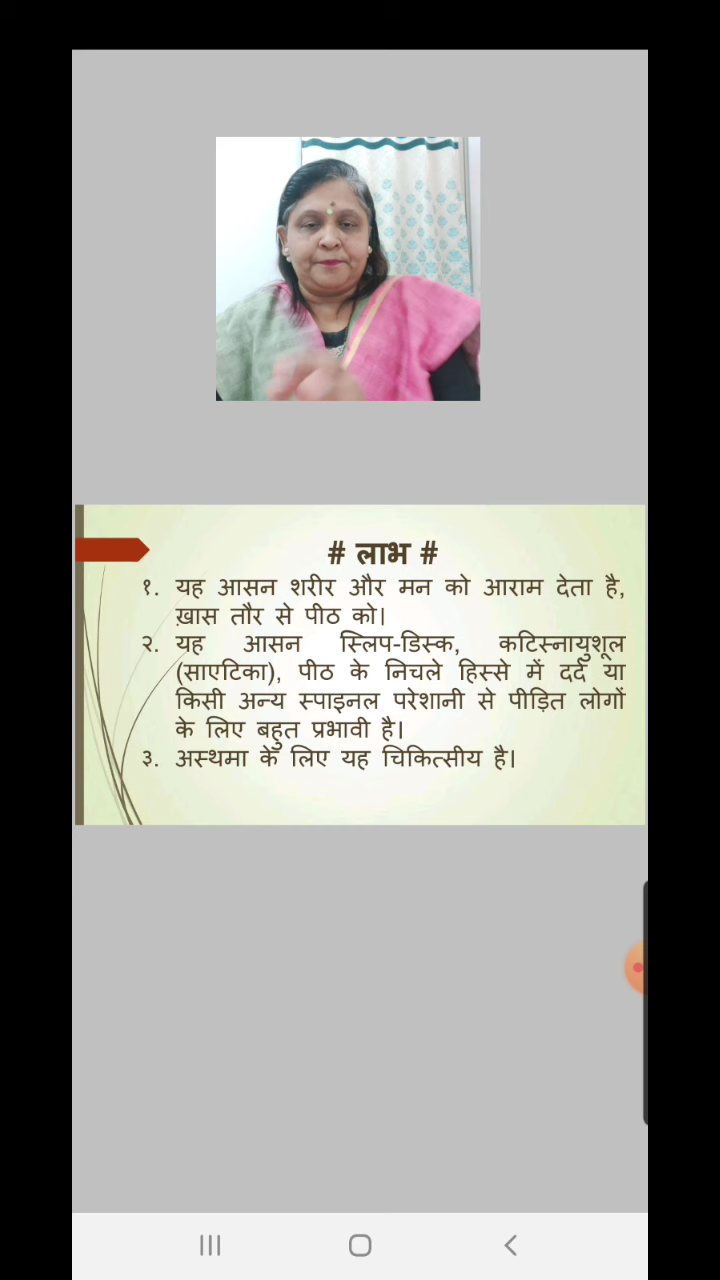 # लाभ #
१. यह आसन शरीर और मन को आराम देता है,
ख़ास तौर से पीठ को।
२. यह आसन स्लिप-डिस्क, कटिस्नायुशूल
(साएटिका), पीठ के निचले हिस्से में दर्द या
किसी अन्य स्पाइनल परेशानी से पीड़ित लोगों
के लिए बहुत प्रभावी है।
३. अस्थमा के लिए यह चिकित्सीय है।